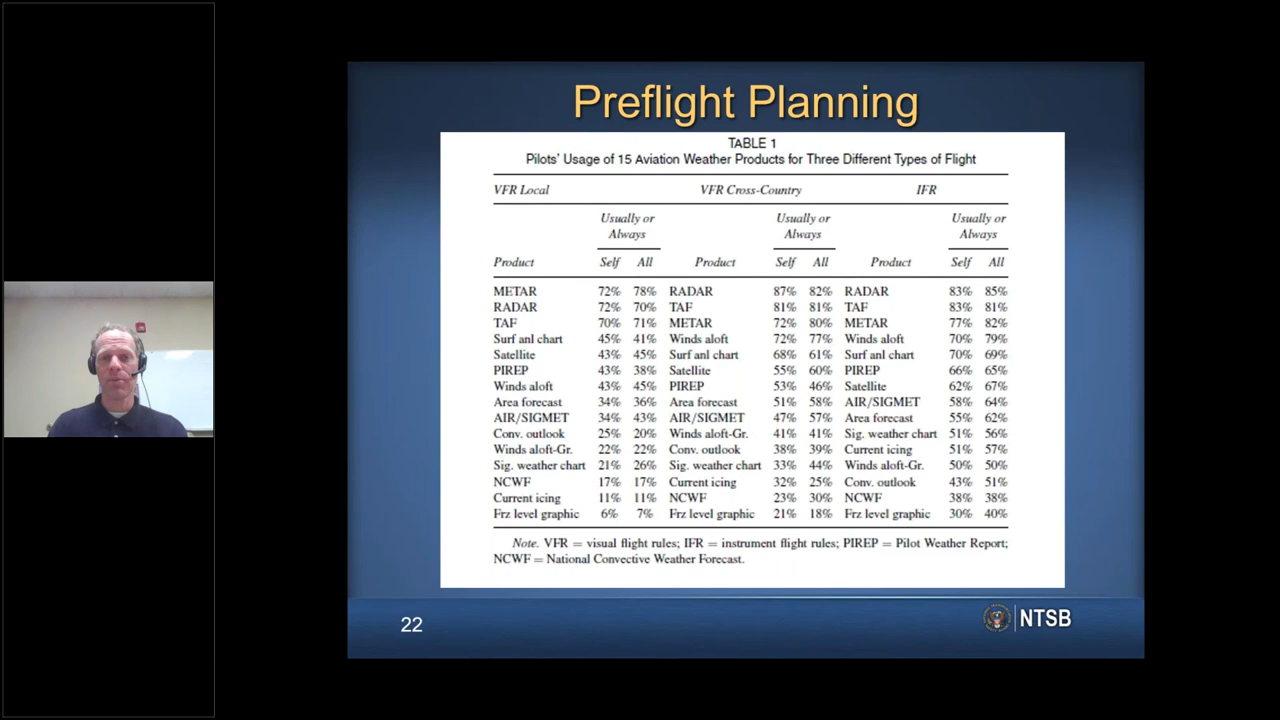 Preflight Planning
TABLE 1
Pilots' Usage of 15 Aviation Weather Products for Three Different Types of Flight
VFR Local VFR Cross-Country IFR
Usually or Always Usually or Always Usually or Always
Product Self All Product Self All Product Self All
METAR 72% 78% RADAR 87% 82% RADAR 83% 85%
RADAR 72% 70% TAF 81% 81% TAF 83% 81%
TAF 70% 71% METAR 72% 80% METAR 77% 82%
Surf anl chart 45% 41% Winds aloft 72% 77% Winds aloft 70% 79%
Satellite 43% 45% Surf anl chart 68% 61% Surf anl chart 70% 69%
PIREP 43% 38% Satellite 55% 60% PIREP 66% 65%
Winds aloft 43% 45% PIREP 53% 46% Satellite 62% 67%
Area forecast 34% 36% Area forecast 51% 58% AIR/SIGMET 58% 64%
AIR/SIGMET 34% 43% AIR/SIGMET 47% 57% Area forecast 55% 62%
Conv. outlook 25% 20% Winds aloft-Gr. 41% 41% Sig. weather chart 51% 56%
Winds aloft-Gr. 22% 22% Conv. outlook 38% 39% Current icing 51% 57%
Sig. weather chart 21% 26% Sig. weather chart 33% 44% Winds aloft-Gr. 50% 50%
NCWF 17% 17% Current icing 32% 25% Conv. outlook 43% 51%
Current icing 11% 11% NCWF 23% 30% NCWF 38% 38%
Frz level graphic 6% 7% Frz level graphic 21% 18% Frz level graphic 30% 40%
Note. VFR = visual flight rules; IFR = instrument flight rules; PIREP = Pilot Weather Report;
NCWF = National Convective Weather Forecast.
22
NTSB